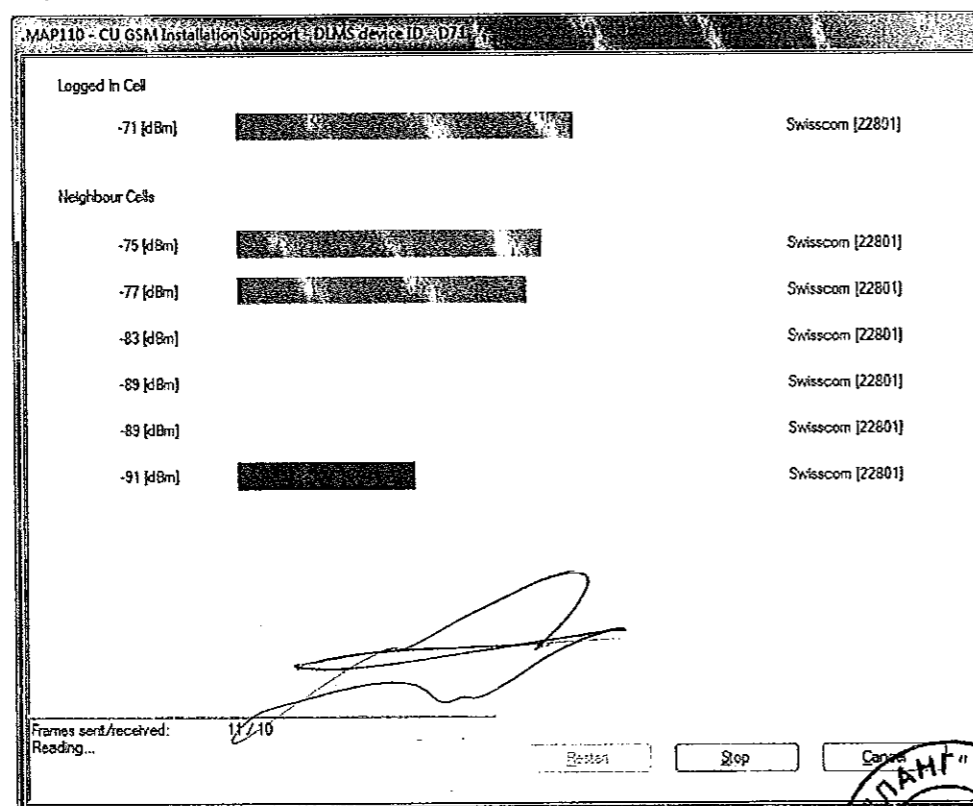 .MAP110 - CU GSM Installation Support - DLMS device ID - D71
Logged In Cell
-71 [dBm] Swisscom [22801]
Neighbour Cells
-75 [dBm] Swisscom [22801]
-77 [dBm] Swisscom [22801]
-83 [dBm] Swisscom [22801]
-89 [dBm] Swisscom [22801]
-89 [dBm] Swisscom [22801]
-91 [dBm] Swisscom [22801]
Frames sent/received: 11 / 10
Reading...
Restart Stop Cancel